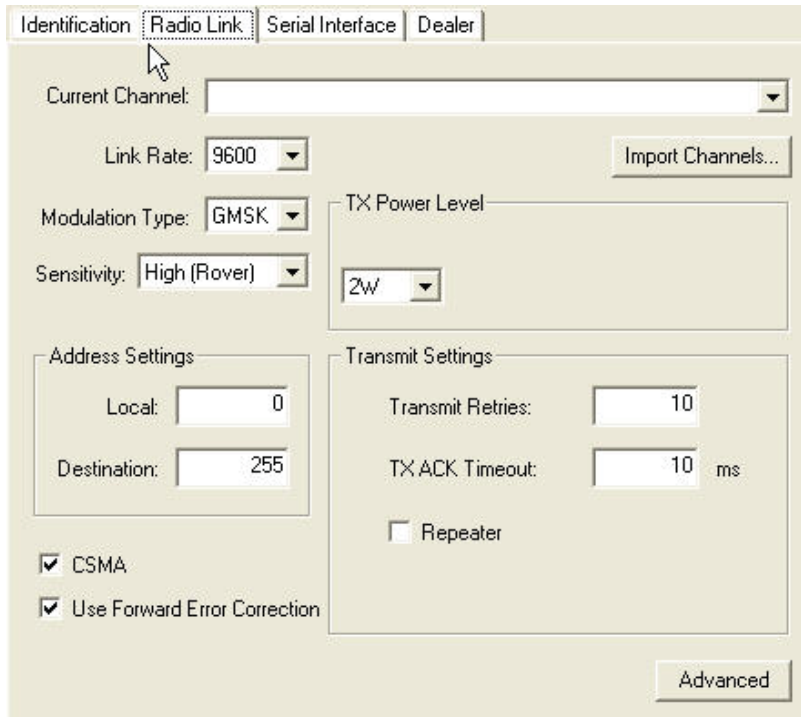 Identification Radio Link Serial Interface Dealer
Current Channel:
Link Rate: 9600 Import Channels...
Modulation Type: GMSK TX Power Level
Sensitivity: High (Rover)
2W
Address Settings Transmit Settings
Local: 0 Transmit Retries: 10
Destination: 255 TX ACK Timeout: 10 ms
Repeater
CSMA
Use Forward Error Correction
Advanced